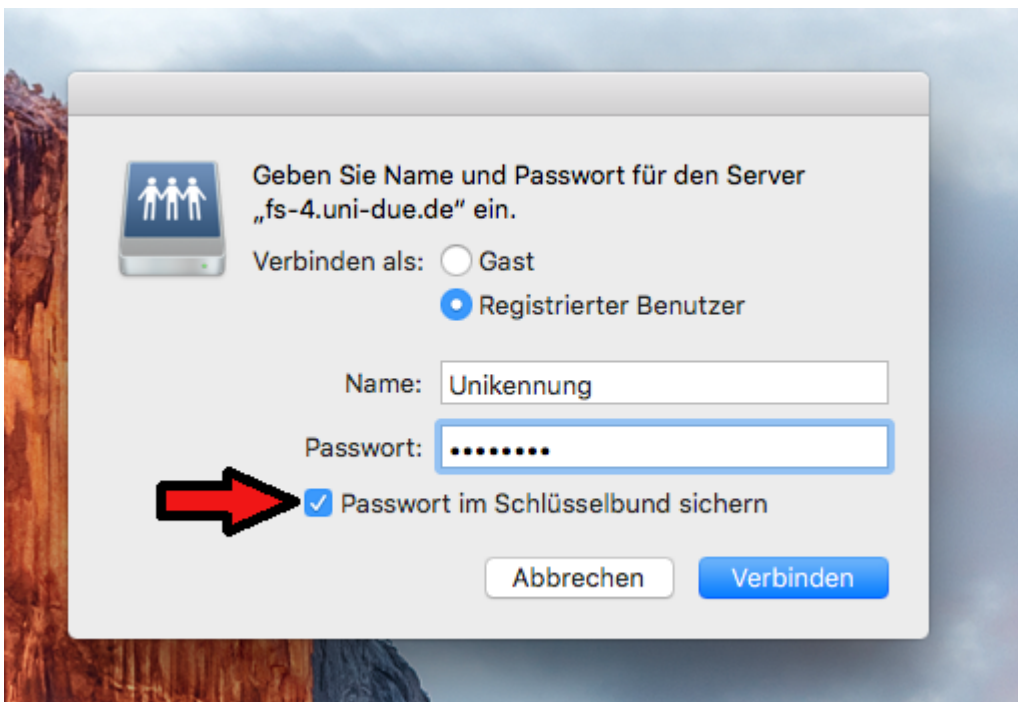 Geben Sie Name und Passwort für den Server
„fs-4.uni-due.de“ ein.
Verbinden als: Gast
Registrierter Benutzer
Name: Unikennung
Passwort: ••••••••
Passwort im Schlüsselbund sichern
Abbrechen Verbinden